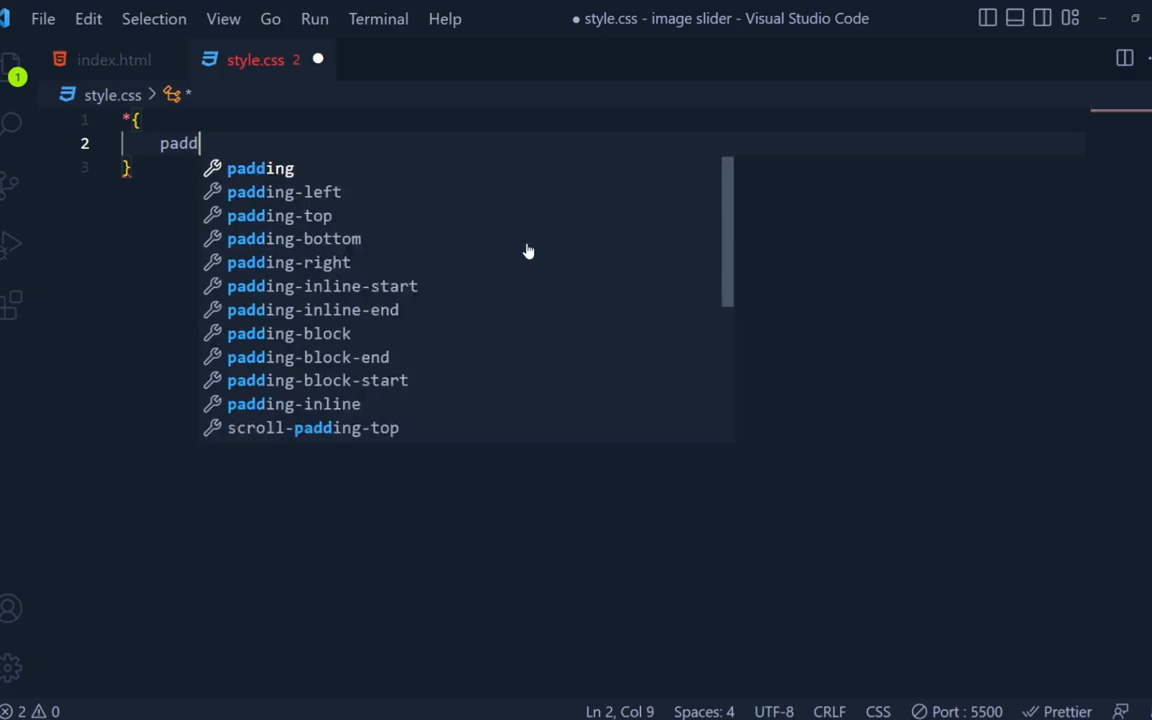 File Edit Selection View Go Run Terminal Help ● style.css - image slider - Visual Studio Code
index.html style.css 2
1
style.css > *
1 *{
2 padd
3 }
padding
padding-left
padding-top
padding-bottom
padding-right
padding-inline-start
padding-inline-end
padding-block
padding-block-end
padding-block-start
padding-inline
scroll-padding-top
2 0 Ln 2, Col 9 Spaces: 4 UTF-8 CRLF CSS Port : 5500 Prettier